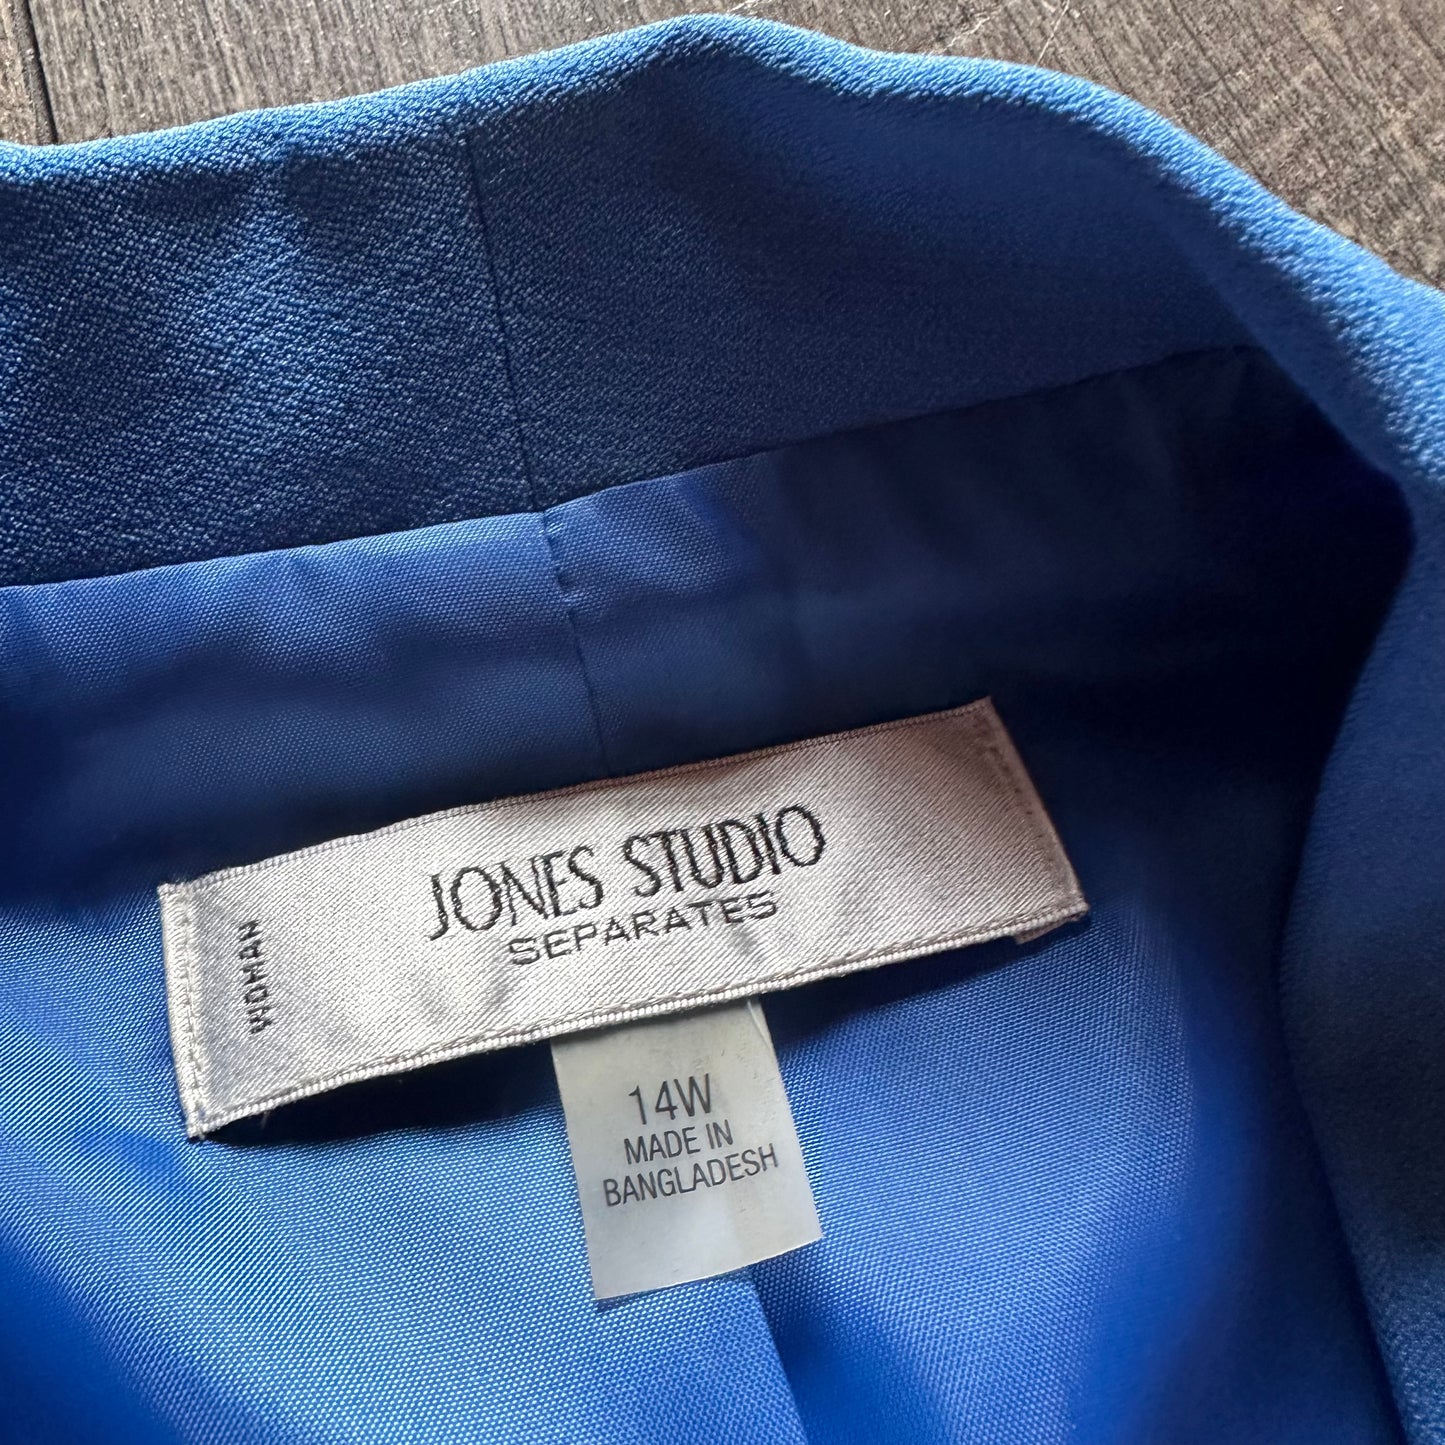 JONES STUDIO
SEPARATES
WOMAN
14W
MADE IN
BANGLADESH